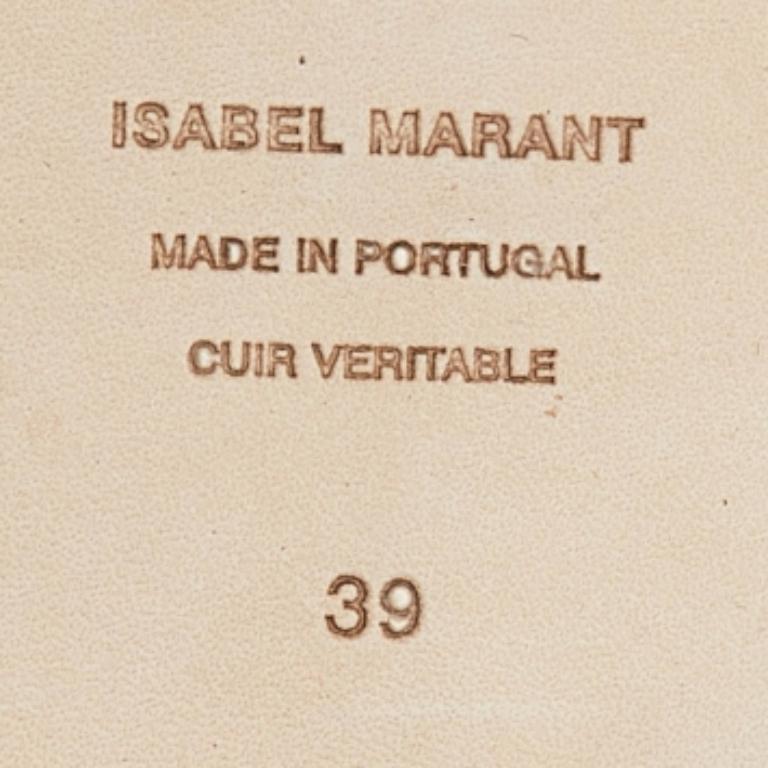 ISABEL MARANT
MADE IN PORTUGAL
CUIR VERITABLE
39